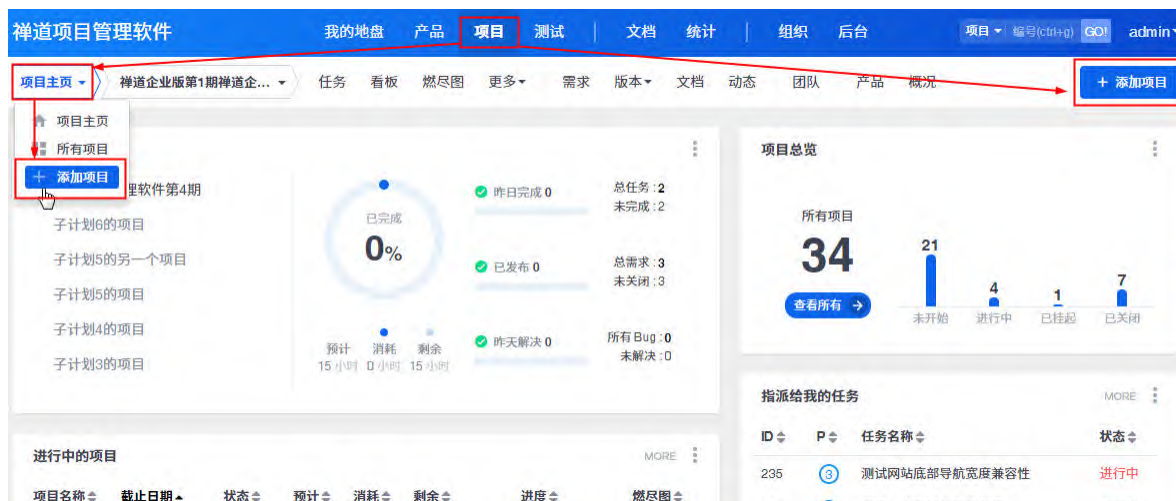 禅道项目管理软件 我的地盘 产品 项目 测试 文档 统计 组织 后台 项目 编号(ctrl+g) GO! admin
项目主页 禅道企业版第1期禅道企... 任务 看板 燃尽图 更多 需求 版本 文档 动态 团队 产品 概况 + 添加项目
项目主页
所有项目
+ 添加项目
理软件第4期
子计划6的项目
子计划5的另一个项目
子计划5的项目
子计划4的项目
子计划3的项目
已完成
0%
预计 消耗 剩余
15 小时 0 小时 15 小时
昨日完成 0
总任务 : 2
未完成 : 2
已发布 0
总需求 : 3
未关闭 : 3
昨天解决 0
所有 Bug : 0
未解决 : 0
项目总览
所有项目
34
查看所有
21 4 1 7
未开始 进行中 已挂起 已关闭
指派给我的任务 MORE
ID P 任务名称 状态
235 3 测试网站底部导航宽度兼容性 进行中
进行中的项目 MORE
项目名称 截止日期 状态 预计 消耗 剩余 进度 燃尽图